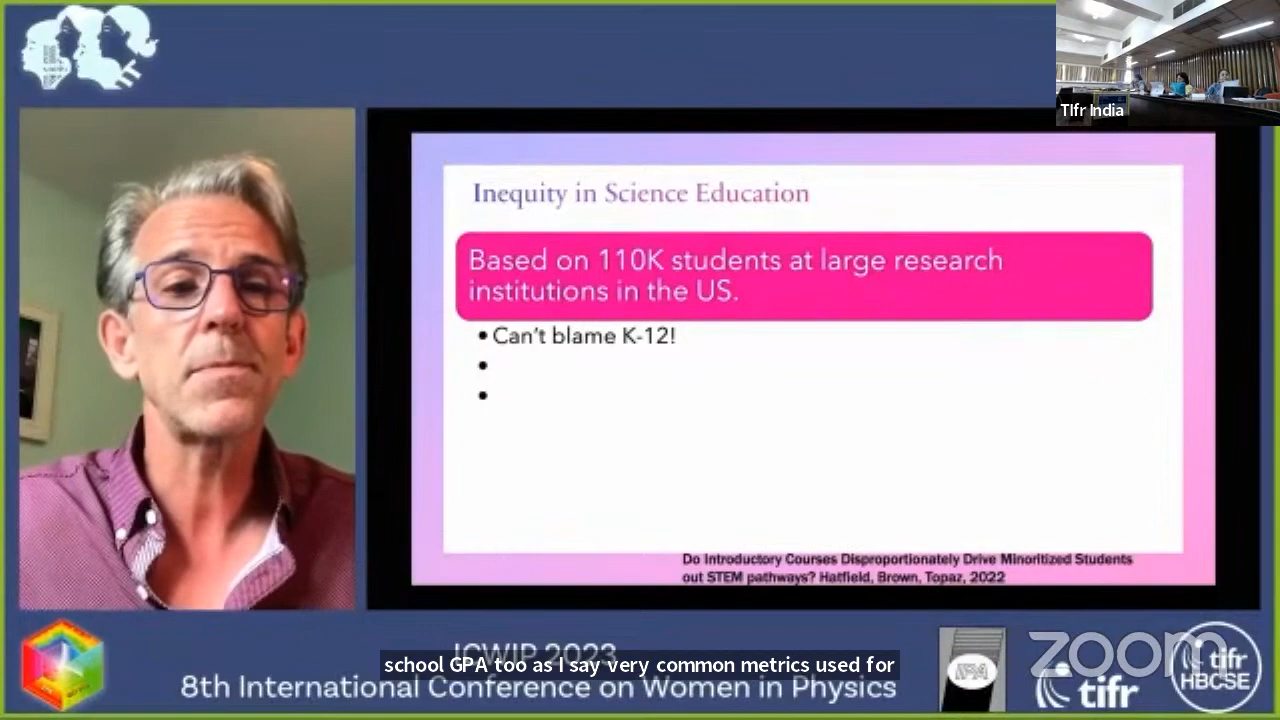 TIfr India
Inequity in Science Education
Based on 110K students at large research
institutions in the US.
• Can't blame K-12!
•
•
Do Introductory Courses Disproportionately Drive Minoritized Students
out STEM pathways? Hatfield, Brown, Topaz, 2022
ICWIP 2023
school GPA too as I say very common metrics used for
8th International Conference on Women in Physics
IPA
zoom
tifr
tifr
HBCSE